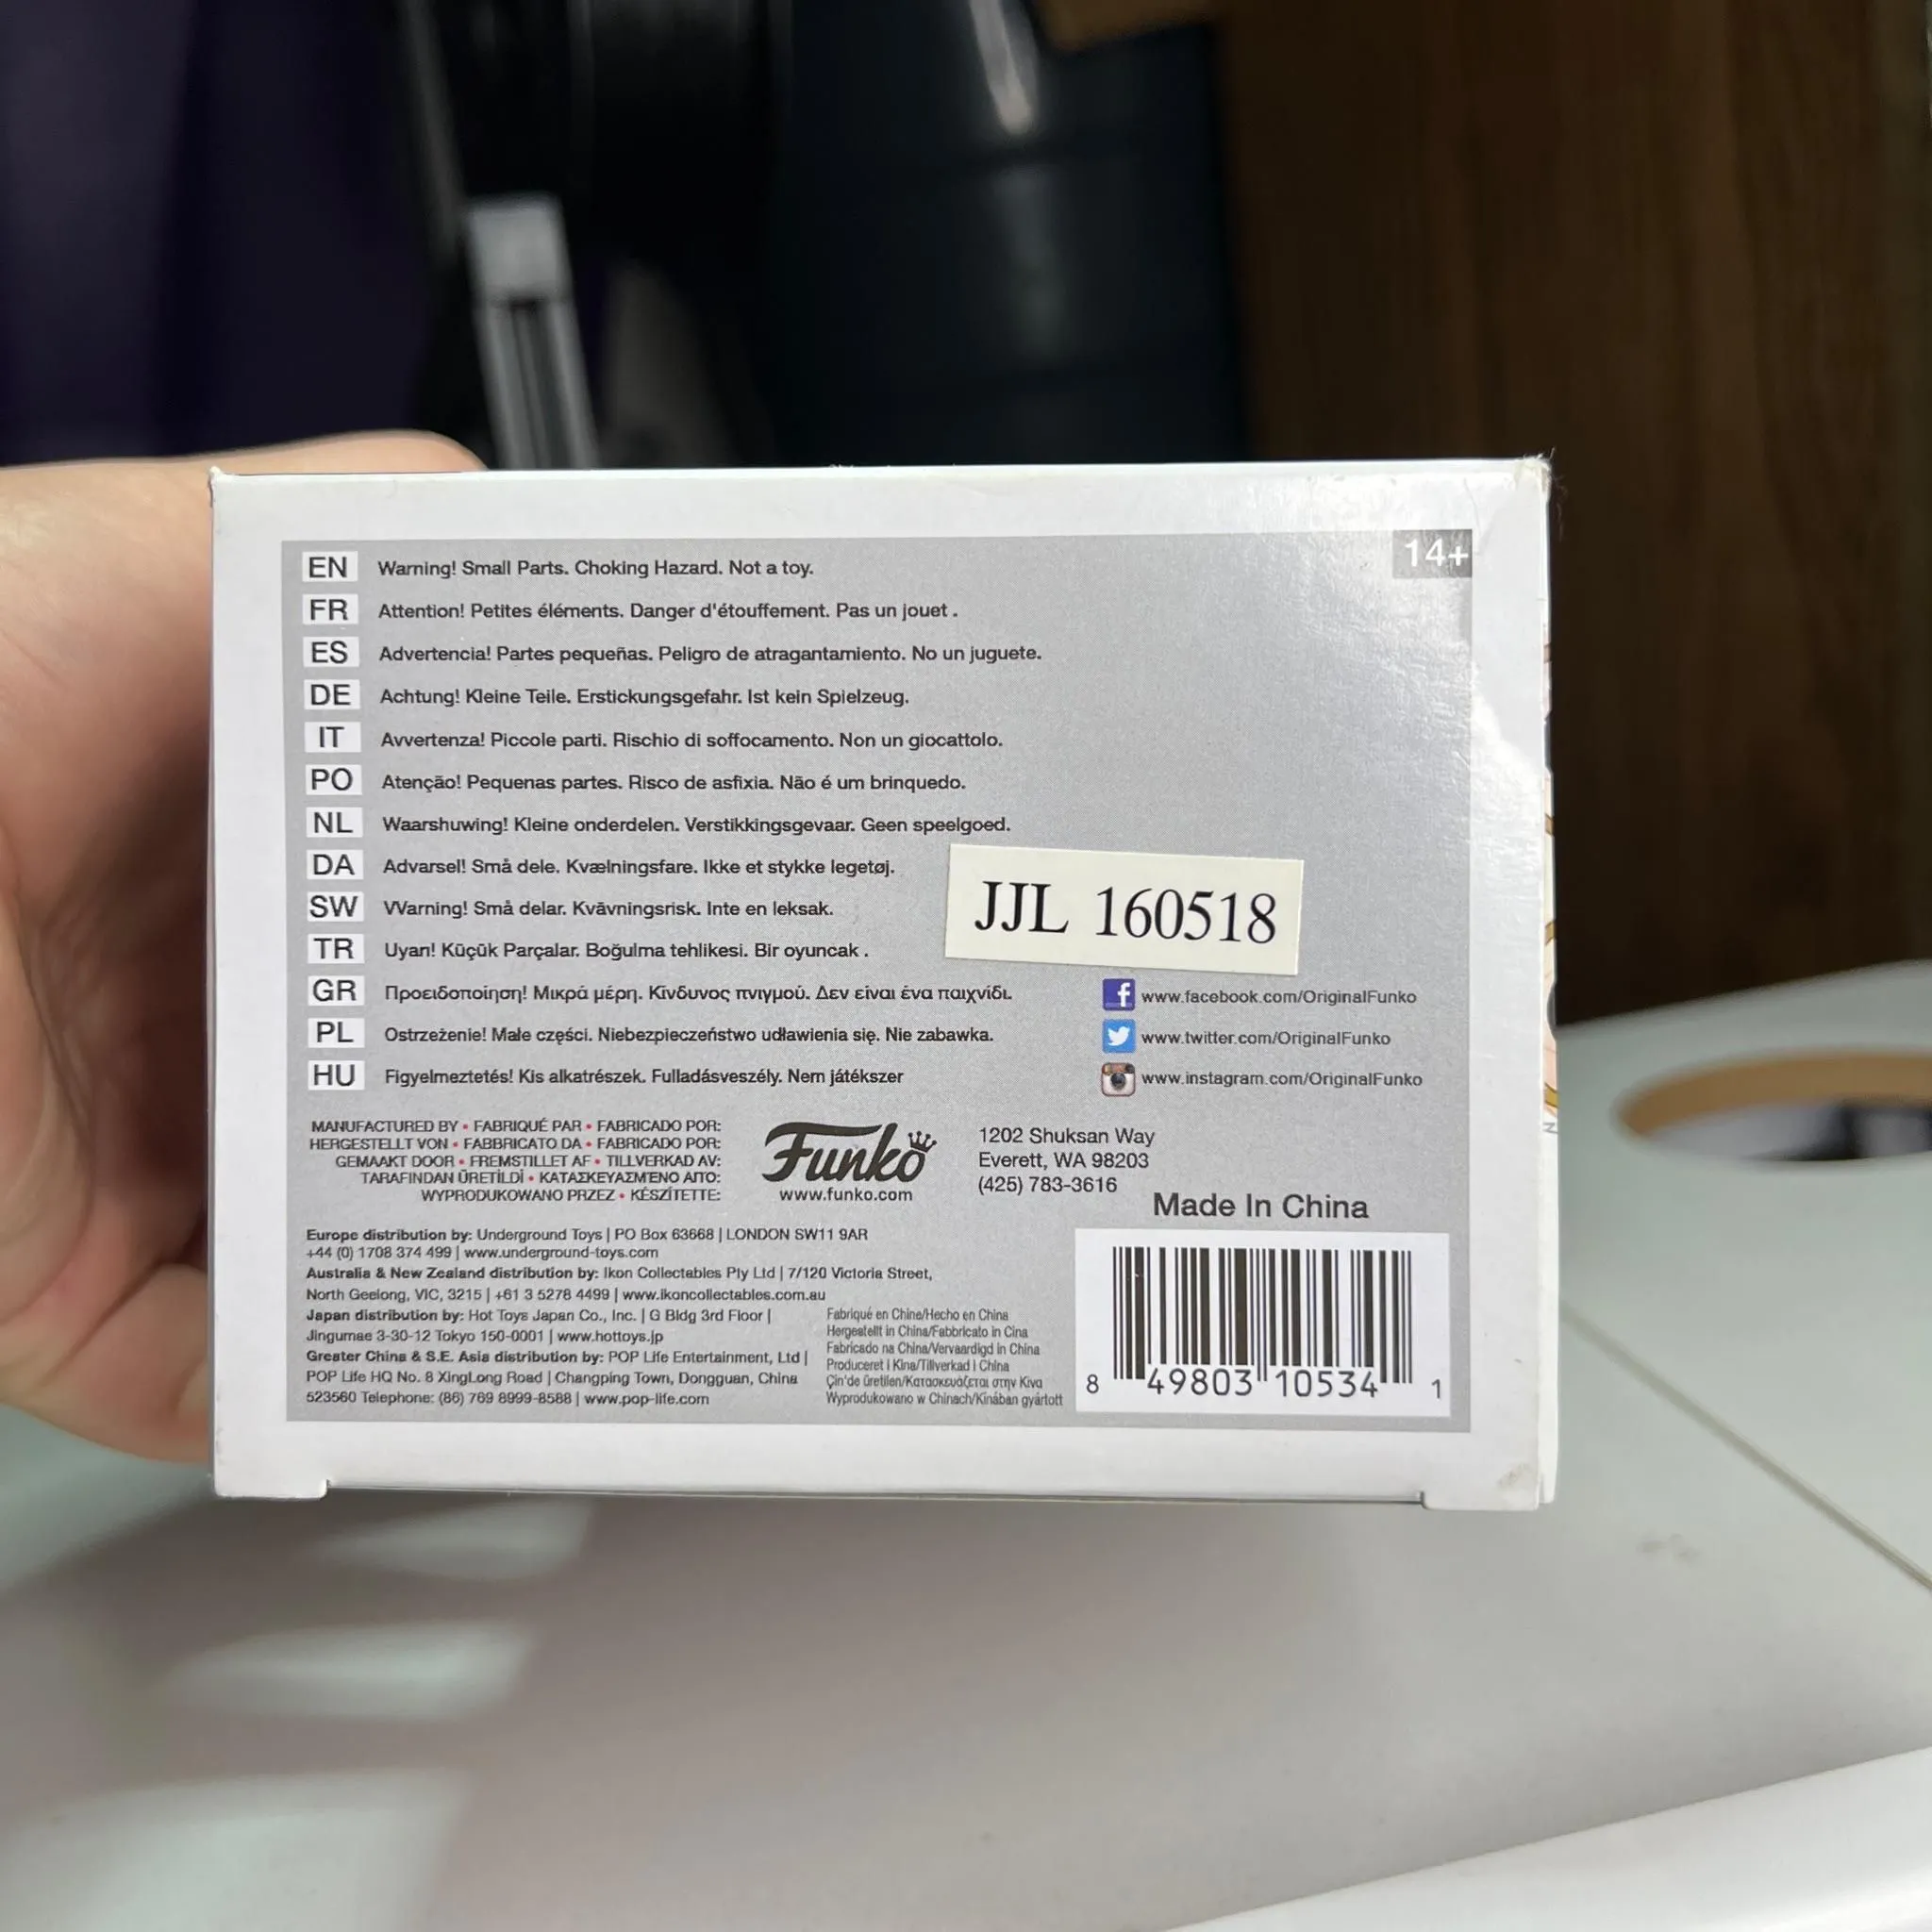 14+
EN Warning! Small Parts. Choking Hazard. Not a toy.
FR Attention! Petites éléments. Danger d'étouffement. Pas un jouet .
ES Advertencia! Partes pequeñas. Peligro de atragantamiento. No un juguete.
DE Achtung! Kleine Teile. Erstickungsgefahr. Ist kein Spielzeug.
IT Avvertenza! Piccole parti. Rischio di soffocamento. Non un giocattolo.
PO Atenção! Pequenas partes. Risco de asfixia. Não é um brinquedo.
NL Waarshuwing! Kleine onderdelen. Verstikkingsgevaar. Geen speelgoed.
DA Advarsel! Små dele. Kvælningsfare. Ikke et stykke legetøj.
SW Warning! Små delar. Kvävningsrisk. Inte en leksak.
TR Uyarı! Küçük Parçalar. Boğulma tehlikesi. Bir oyuncak .
GR Προειδοποίηση! Μικρά μέρη. Κίνδυνος πνιγμού. Δεν είναι ένα παιχνίδι.
PL Ostrzeżenie! Małe części. Niebezpieczeństwo udławienia się. Nie zabawka.
HU Figyelmeztetés! Kis alkatrészek. Fulladásveszély. Nem játékszer
JJL 160518
www.facebook.com/OriginalFunko
www.twitter.com/OriginalFunko
www.instagram.com/OriginalFunko
MANUFACTURED BY • FABRIQUÉ PAR • FABRICADO POR:
HERGESTELLT VON • FABBRICATO DA • FABRICADO POR:
GEMAAKT DOOR • FREMSTILLET AF • TILLVERKAD AV:
TARAFINDAN ÜRETİLDİ • ΚΑΤΑΣΚΕΥΑΣΜΈΝΟ ΑΠΌ:
WYPRODUKOWANO PRZEZ • KÉSZÍTETTE:
Funko
www.funko.com
1202 Shuksan Way
Everett, WA 98203
(425) 783-3616
Made In China
Europe distribution by: Underground Toys | PO Box 63668 | LONDON SW11 9AR
+44 (0) 1708 374 499 | www.underground-toys.com
Australia & New Zealand distribution by: Ikon Collectables Pty Ltd | 7/120 Victoria Street,
North Geelong, VIC, 3215 | +61 3 5278 4499 | www.ikoncollectables.com.au
Japan distribution by: Hot Toys Japan Co., Inc. | G Bldg 3rd Floor |
Jingumae 3-30-12 Tokyo 150-0001 | www.hottoys.jp
Greater China & S.E. Asia distribution by: POP Life Entertainment, Ltd |
POP Life HQ No. 8 XingLong Road | Changping Town, Dongguan, China
523560 Telephone: (86) 769 8999-8588 | www.pop-life.com
Fabriqué en Chine/Hecho en China
Hergestellt in China/Fabbricato in Cina
Fabricado na China/Vervaardigd in China
Produceret i Kina/Tillverkad i China
Çin'de üretilen/Κατασκευάζεται στην Κινα
Wyprodukowano w Chinach/Kínában gyártott
8 49803 10534 1